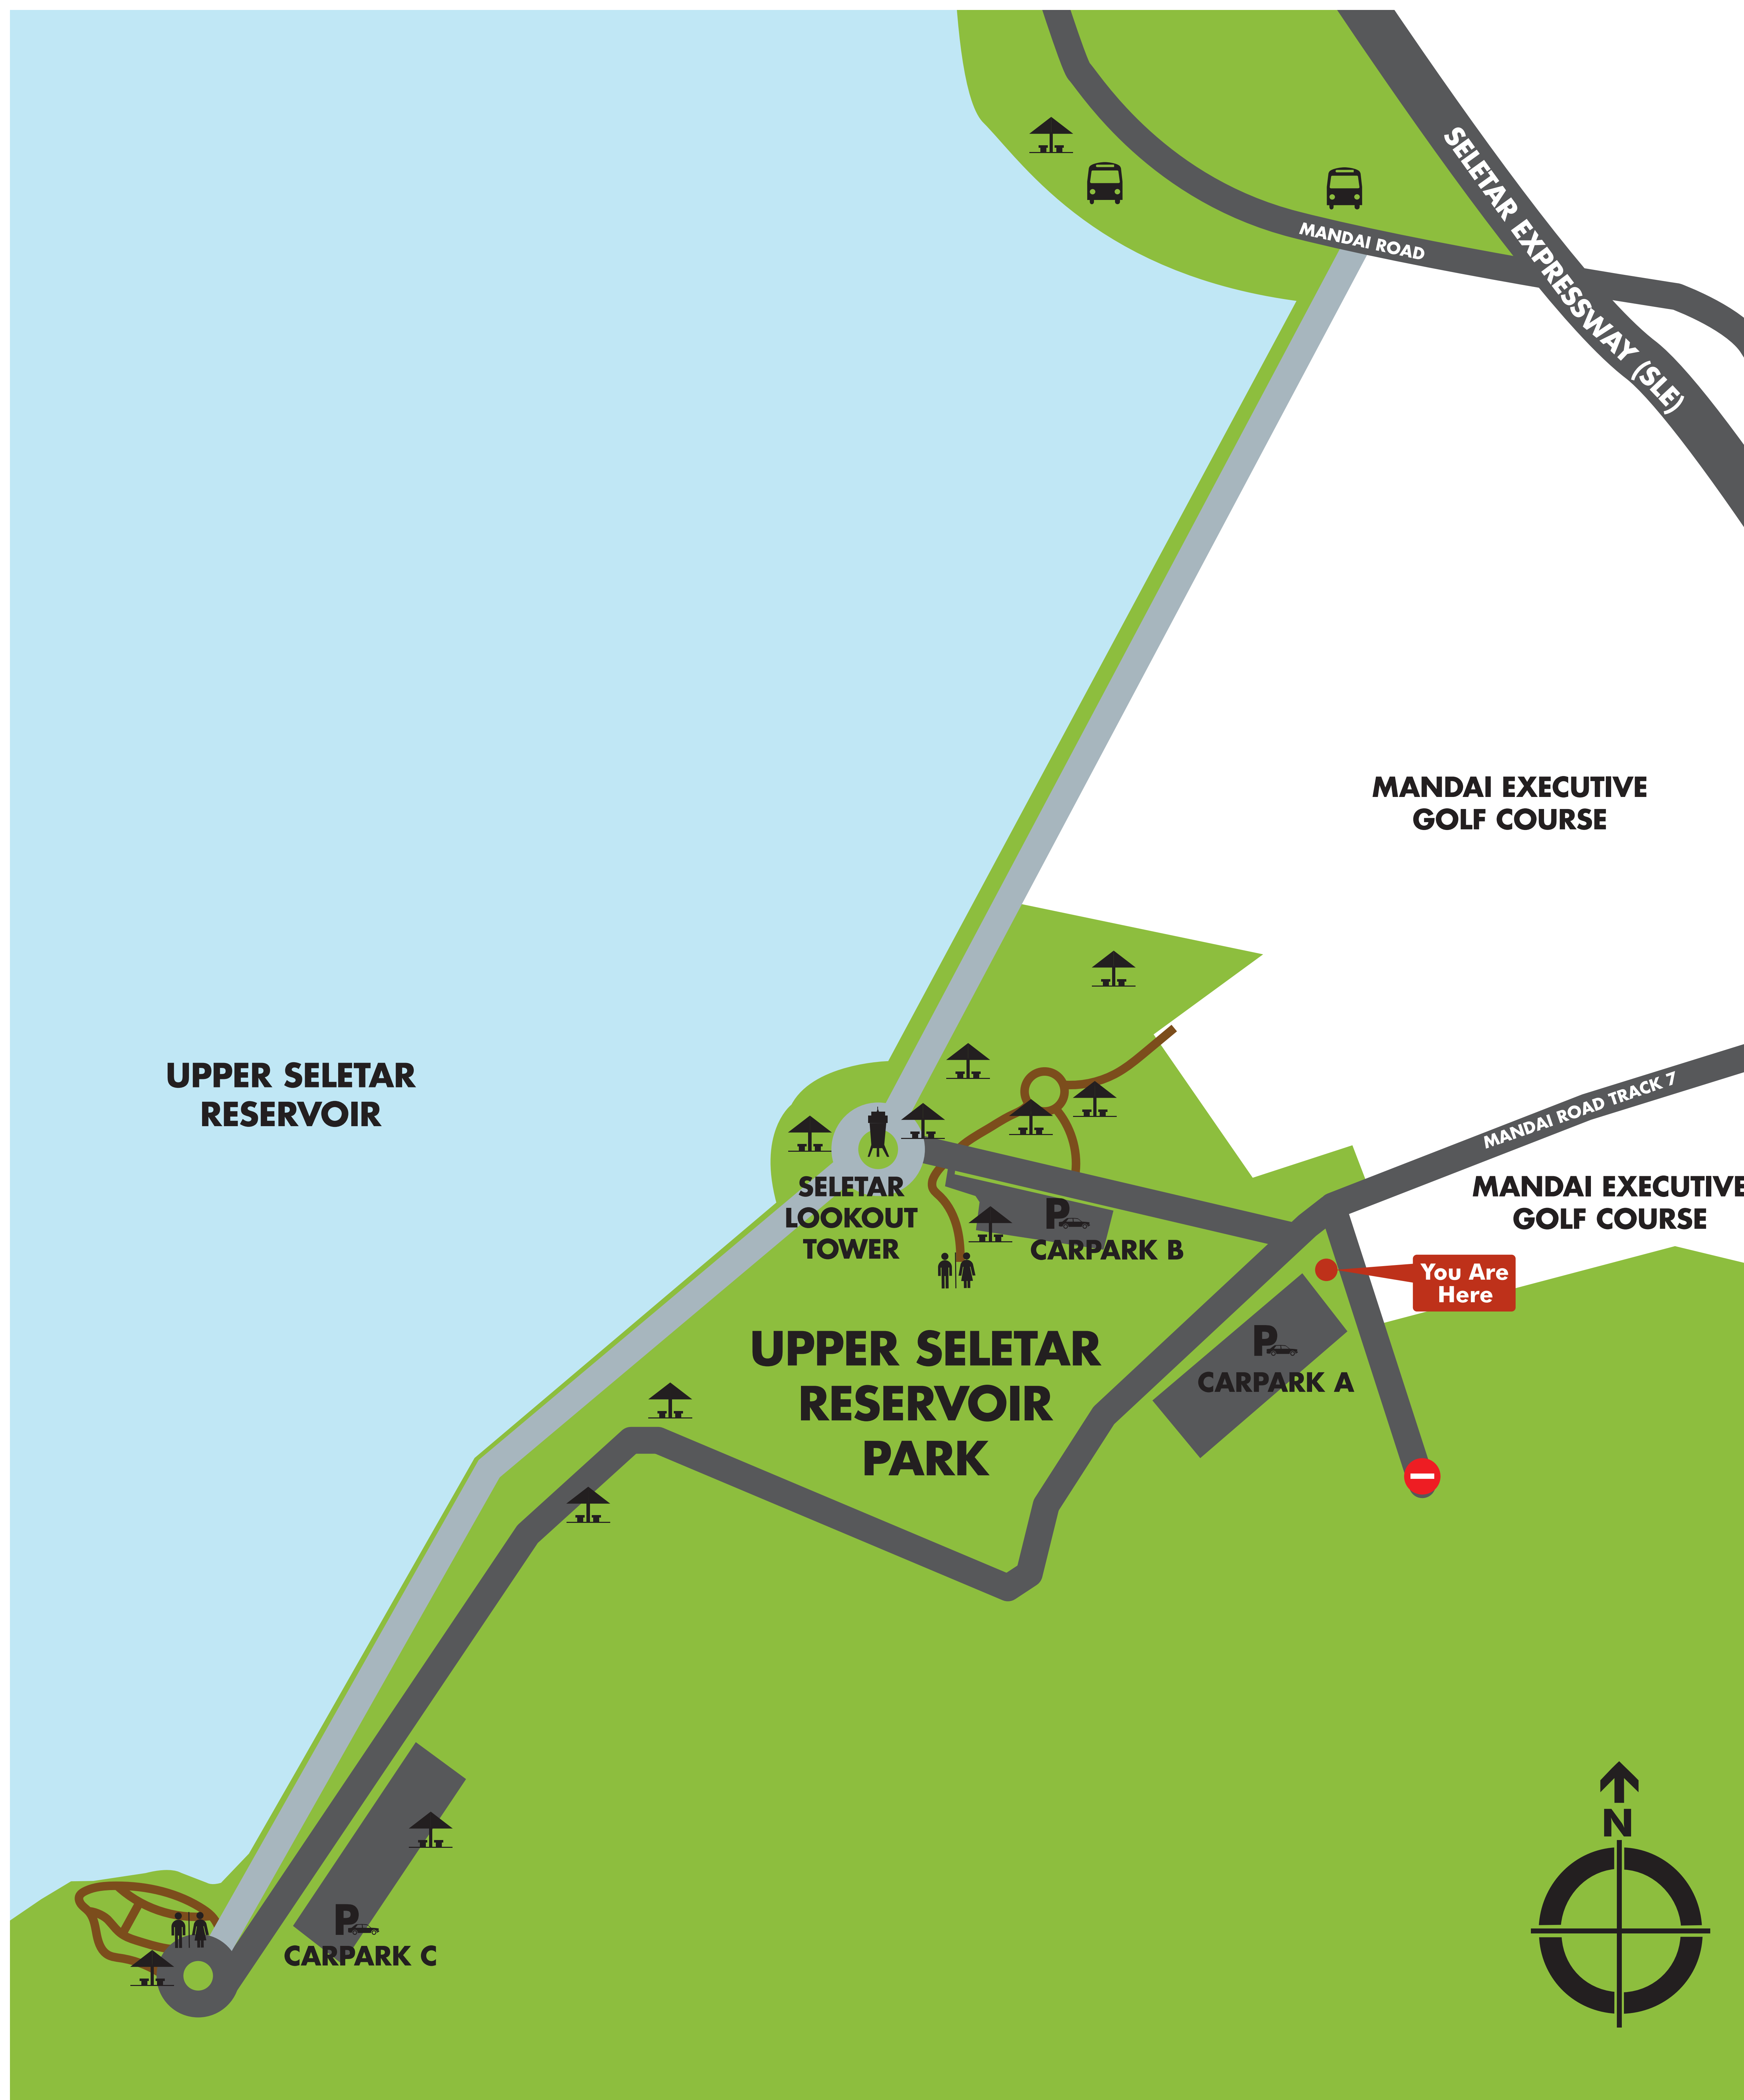 SELETAR EXPRESSWAY (SLE)
MANDAI ROAD
MANDAI EXECUTIVE
GOLF COURSE
UPPER SELETAR
RESERVOIR
MANDAI ROAD TRACK 7
SELETAR
LOOKOUT
TOWER
P
CARPARK B
MANDAI EXECUTIVE
GOLF COURSE
You Are
Here
UPPER SELETAR
RESERVOIR
PARK
P
CARPARK A
P
CARPARK C
N